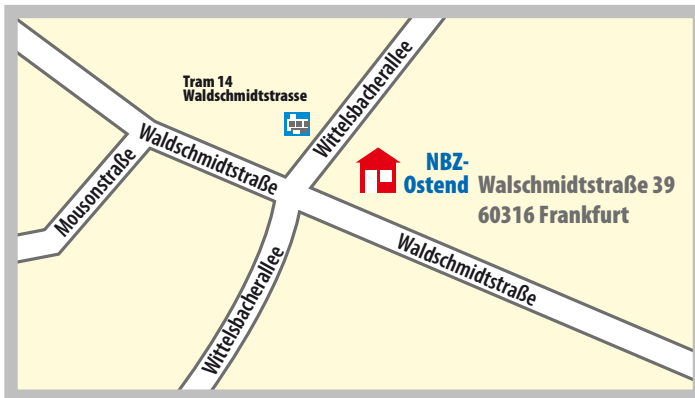 Tram 14
Waldschmidtstrasse
Wittelsbacherallee
Waldschmidtstraße
Mousonstraße
NBZ-
Ostend
Walschmidtstraße 39
60316 Frankfurt
Waldschmidtstraße
Wittelsbacherallee